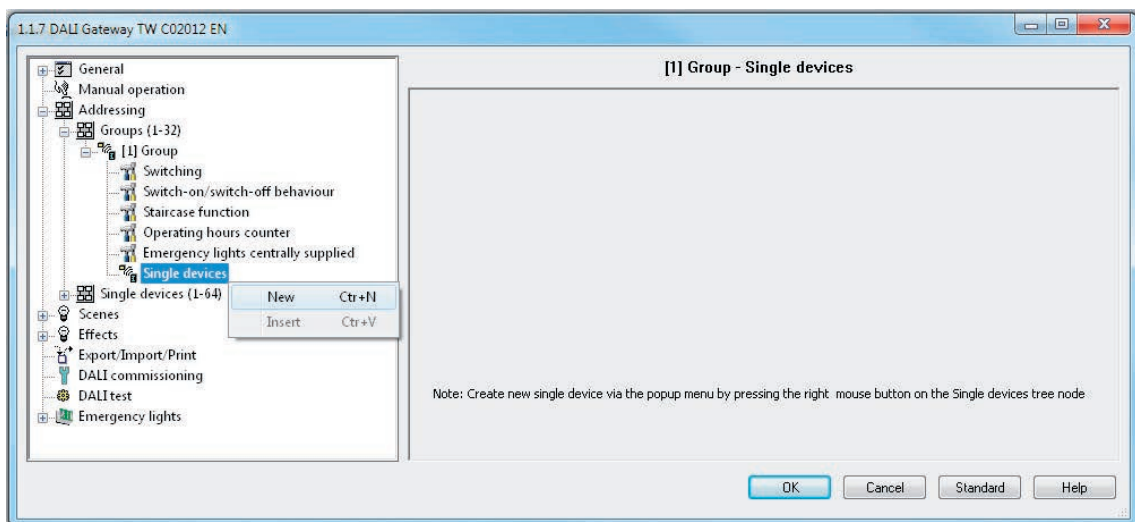 1.1.7 DALI Gateway TW C02012 EN
General
Manual operation
Addressing
Groups (1-32)
[1] Group
Switching
Switch-on/switch-off behaviour
Staircase function
Operating hours counter
Emergency lights centrally supplied
Single devices
Single devices (1-64)
Scenes
Effects
Export/Import/Print
DALI commissioning
DALI test
Emergency lights
New Ctr+N
Insert Ctr+V
[1] Group - Single devices
Note: Create new single device via the popup menu by pressing the right mouse button on the Single devices tree node
OK Cancel Standard Help